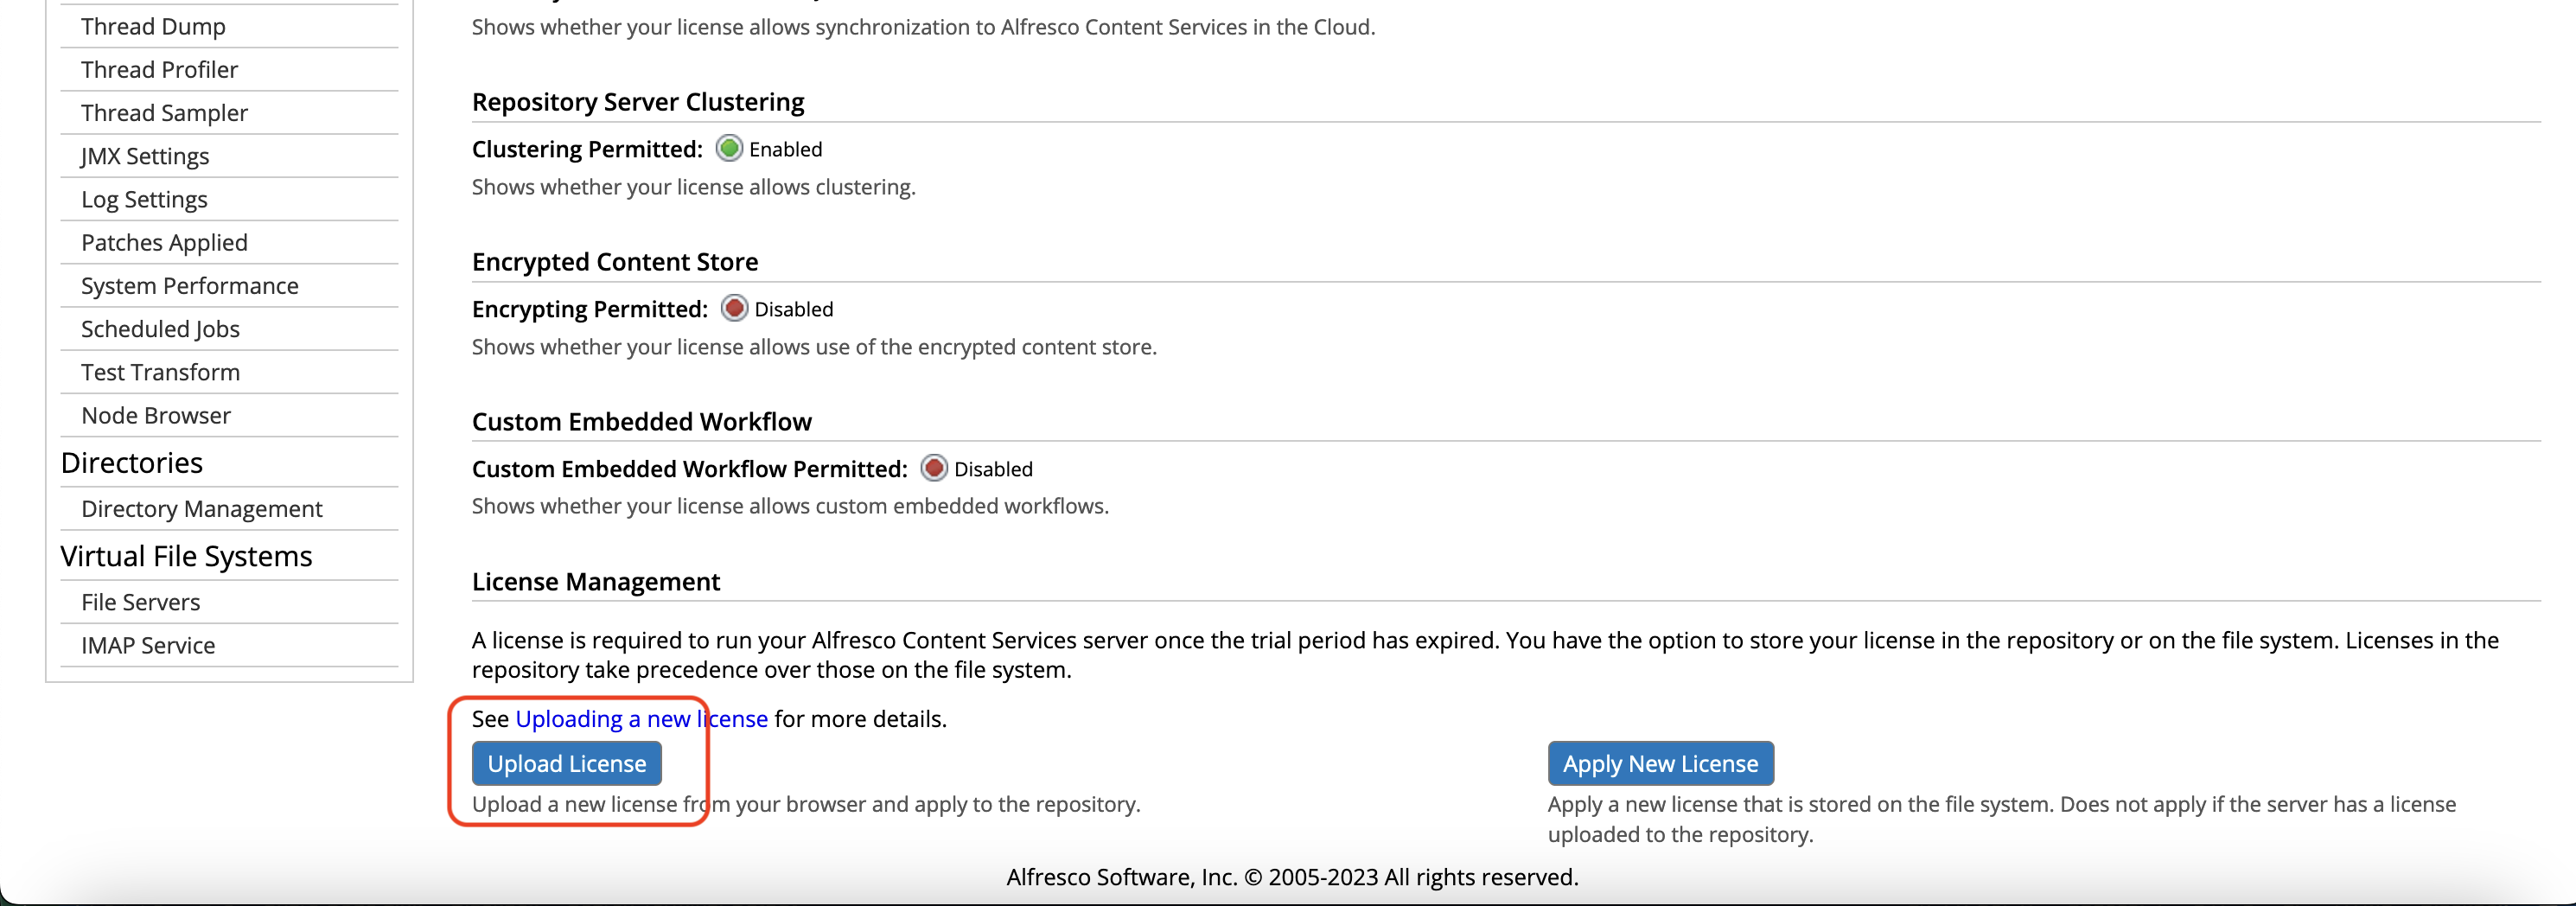 Thread Dump
Thread Profiler
Thread Sampler
JMX Settings
Log Settings
Patches Applied
System Performance
Scheduled Jobs
Test Transform
Node Browser
Directories
Directory Management
Virtual File Systems
File Servers
IMAP Service
Shows whether your license allows synchronization to Alfresco Content Services in the Cloud.
Repository Server Clustering
Clustering Permitted: Enabled
Shows whether your license allows clustering.
Encrypted Content Store
Encrypting Permitted: Disabled
Shows whether your license allows use of the encrypted content store.
Custom Embedded Workflow
Custom Embedded Workflow Permitted: Disabled
Shows whether your license allows custom embedded workflows.
License Management
A license is required to run your Alfresco Content Services server once the trial period has expired. You have the option to store your license in the repository or on the file system. Licenses in the
repository take precedence over those on the file system.
See Uploading a new license for more details.
Upload License
Upload a new license from your browser and apply to the repository.
Apply New License
Apply a new license that is stored on the file system. Does not apply if the server has a license
uploaded to the repository.
Alfresco Software, Inc. © 2005-2023 All rights reserved.